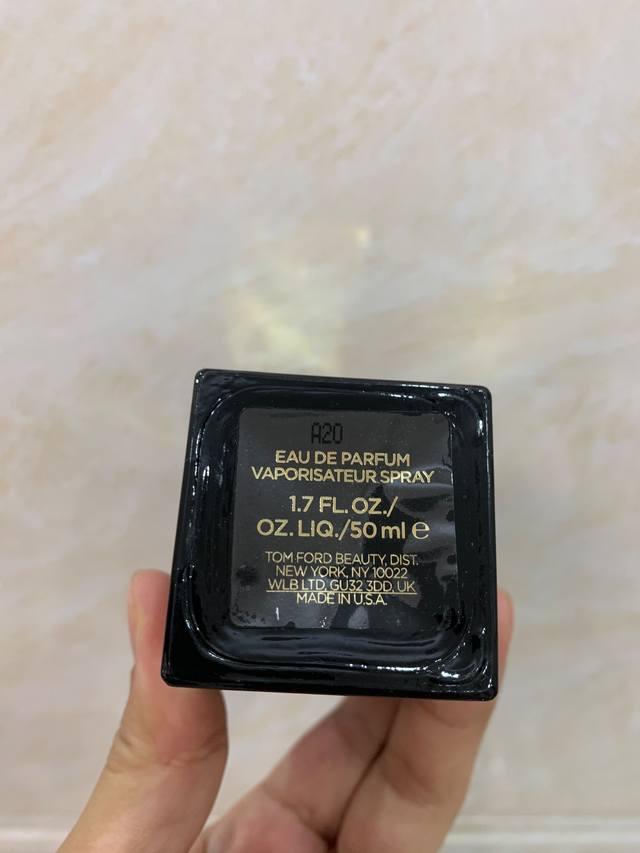 A20
EAU DE PARFUM
VAPORISATEUR SPRAY
1.7 FL. OZ./
OZ. LIQ./50 ml ℮
TOM FORD BEAUTY, DIST.
NEW YORK, NY 10022
WLB LTD, GU32 3DD, UK
MADE IN U.S.A.